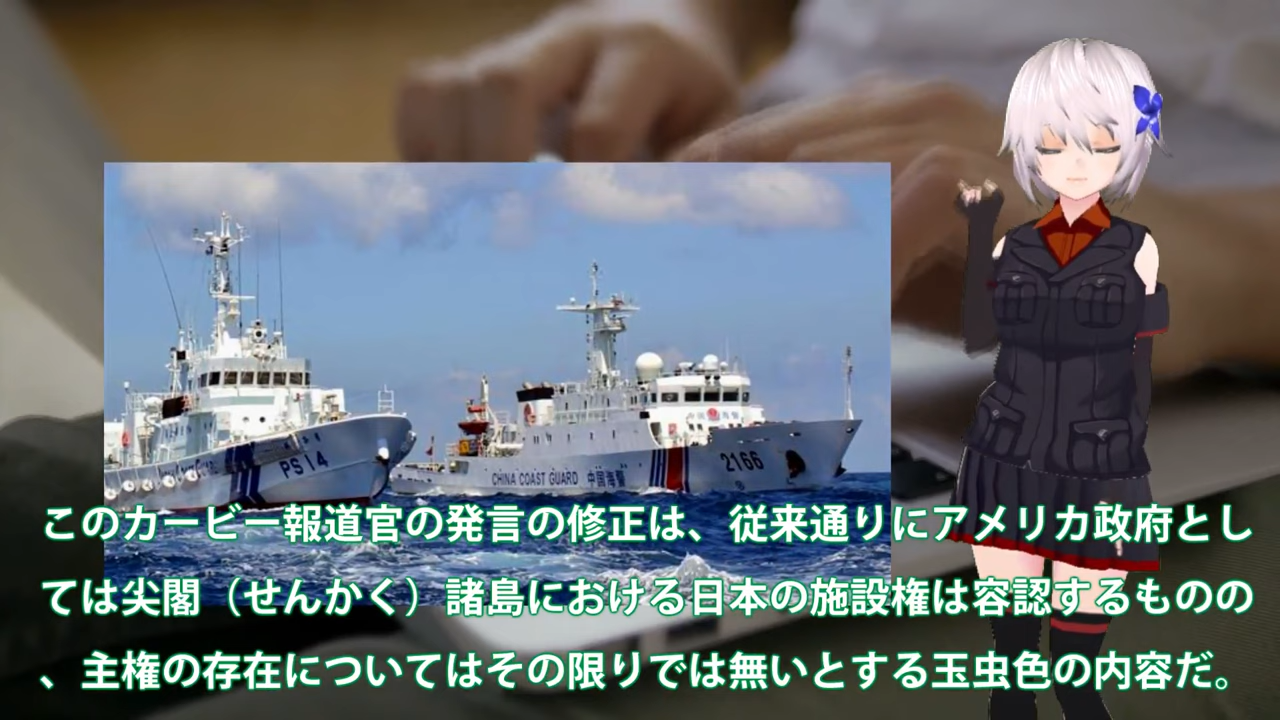 PS14
CHINA COAST GUARD 中国海警
2166
このカービー報道官の発言の修正は、従来通りにアメリカ政府とし
ては尖閣（せんかく）諸島における日本の施設権は容認するものの
、主権の存在についてはその限りでは無いとする玉虫色の内容だ。